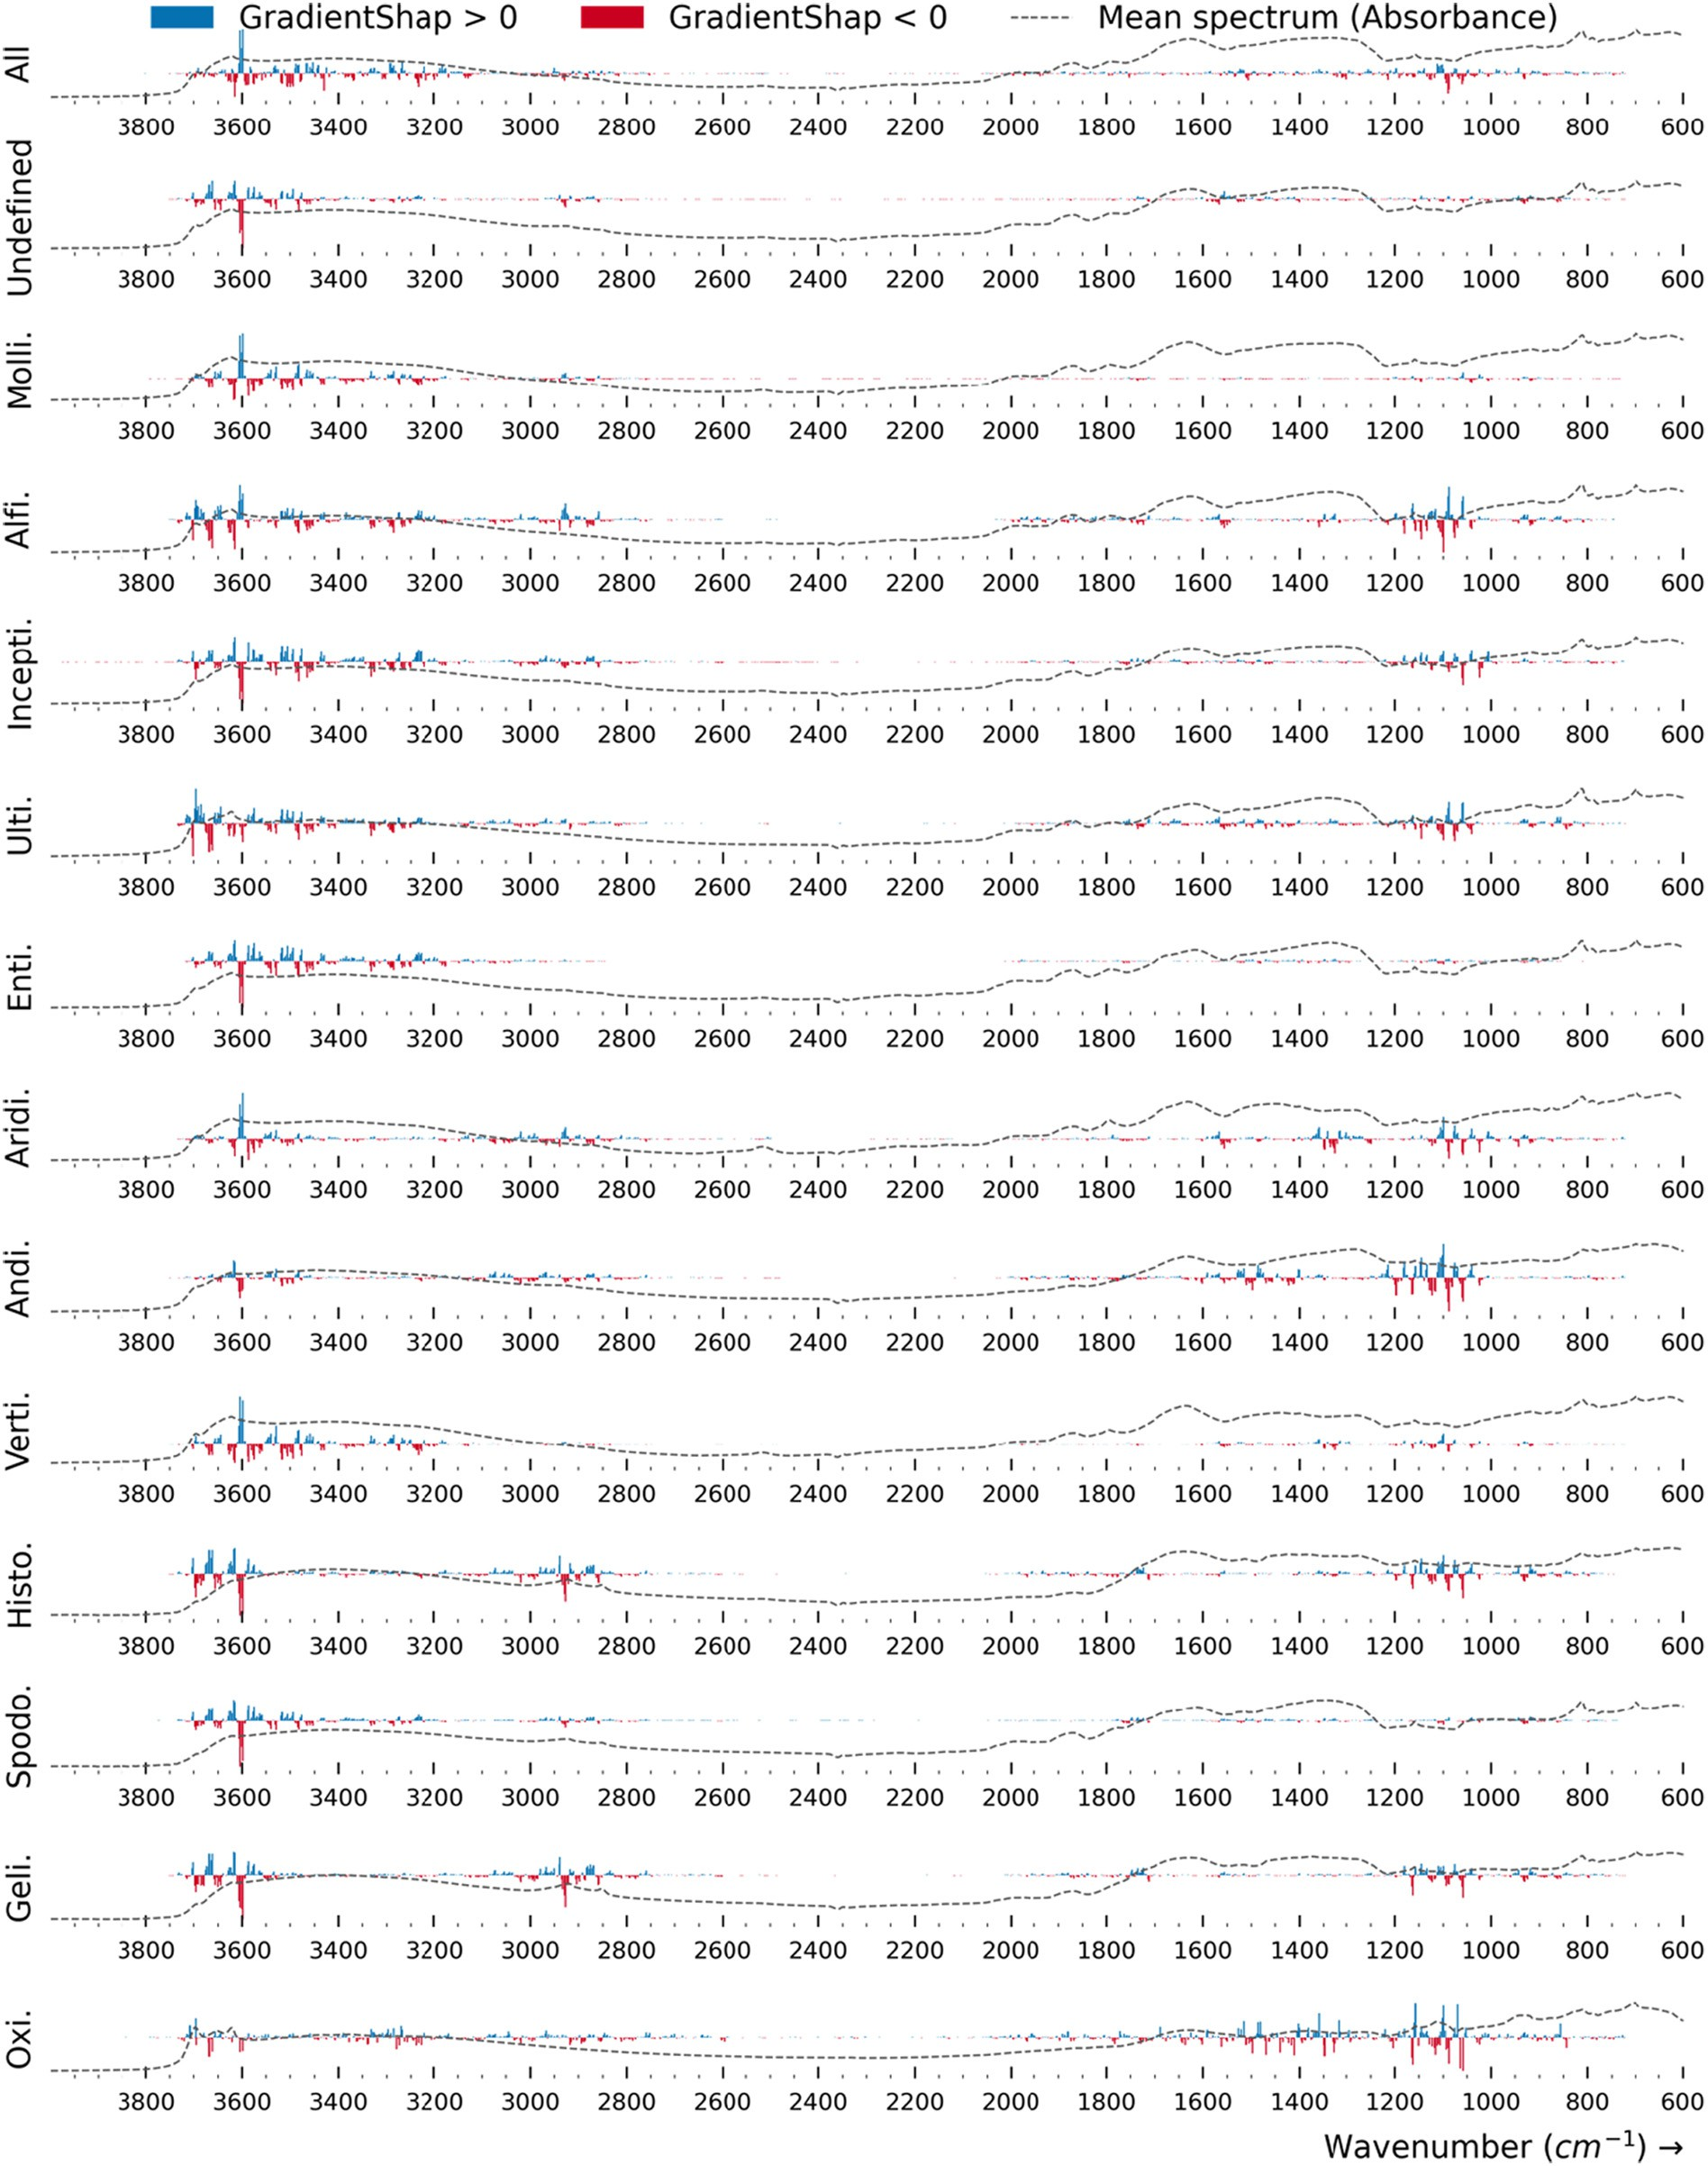 GradientShap > 0 GradientShap < 0 Mean spectrum (Absorbance)
All
3800 3600 3400 3200 3000 2800 2600 2400 2200 2000 1800 1600 1400 1200 1000 800 600
Undefined
3800 3600 3400 3200 3000 2800 2600 2400 2200 2000 1800 1600 1400 1200 1000 800 600
Molli.
3800 3600 3400 3200 3000 2800 2600 2400 2200 2000 1800 1600 1400 1200 1000 800 600
Alfi.
3800 3600 3400 3200 3000 2800 2600 2400 2200 2000 1800 1600 1400 1200 1000 800 600
Incepti.
3800 3600 3400 3200 3000 2800 2600 2400 2200 2000 1800 1600 1400 1200 1000 800 600
Ulti.
3800 3600 3400 3200 3000 2800 2600 2400 2200 2000 1800 1600 1400 1200 1000 800 600
Enti.
3800 3600 3400 3200 3000 2800 2600 2400 2200 2000 1800 1600 1400 1200 1000 800 600
Aridi.
3800 3600 3400 3200 3000 2800 2600 2400 2200 2000 1800 1600 1400 1200 1000 800 600
Andi.
3800 3600 3400 3200 3000 2800 2600 2400 2200 2000 1800 1600 1400 1200 1000 800 600
Verti.
3800 3600 3400 3200 3000 2800 2600 2400 2200 2000 1800 1600 1400 1200 1000 800 600
Histo.
3800 3600 3400 3200 3000 2800 2600 2400 2200 2000 1800 1600 1400 1200 1000 800 600
Spodo.
3800 3600 3400 3200 3000 2800 2600 2400 2200 2000 1800 1600 1400 1200 1000 800 600
Geli.
3800 3600 3400 3200 3000 2800 2600 2400 2200 2000 1800 1600 1400 1200 1000 800 600
Oxi.
3800 3600 3400 3200 3000 2800 2600 2400 2200 2000 1800 1600 1400 1200 1000 800 600
Wavenumber (cm⁻¹) →